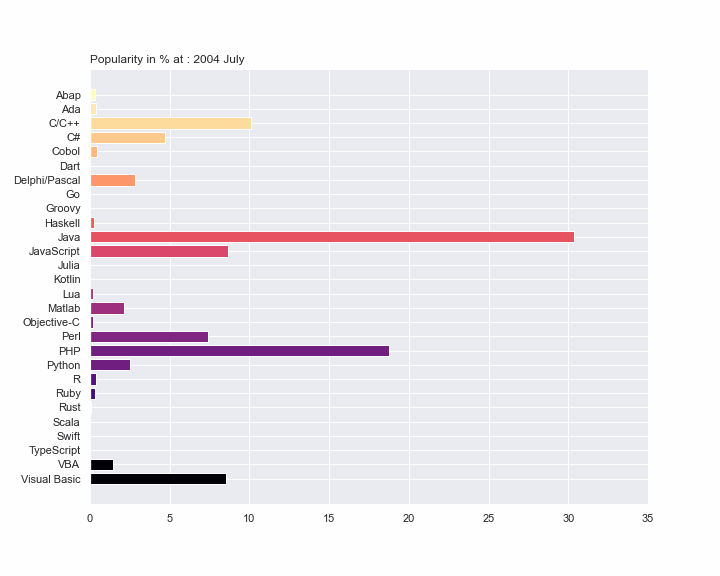 Popularity in % at : 2004 July
Abap
Ada
C/C++
C#
Cobol
Dart
Delphi/Pascal
Go
Groovy
Haskell
Java
JavaScript
Julia
Kotlin
Lua
Matlab
Objective-C
Perl
PHP
Python
R
Ruby
Rust
Scala
Swift
TypeScript
VBA
Visual Basic
0 5 10 15 20 25 30 35